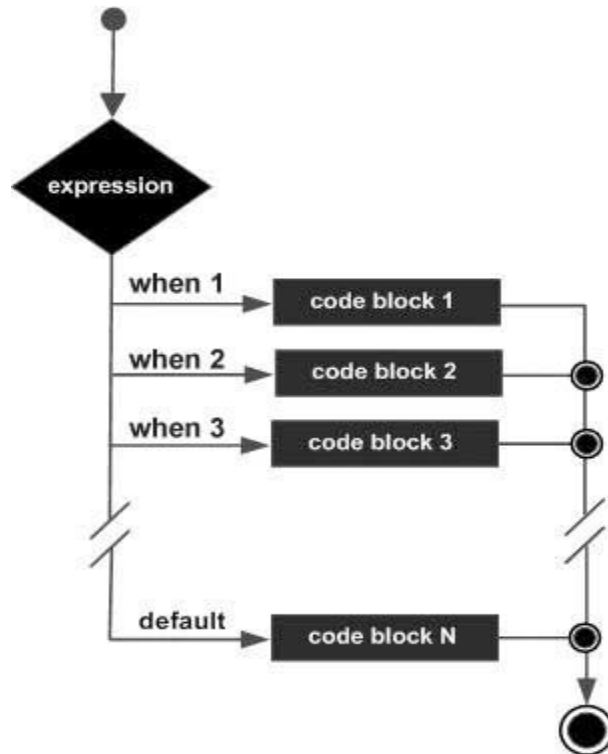 expression
when 1
code block 1
when 2
code block 2
when 3
code block 3
default
code block N